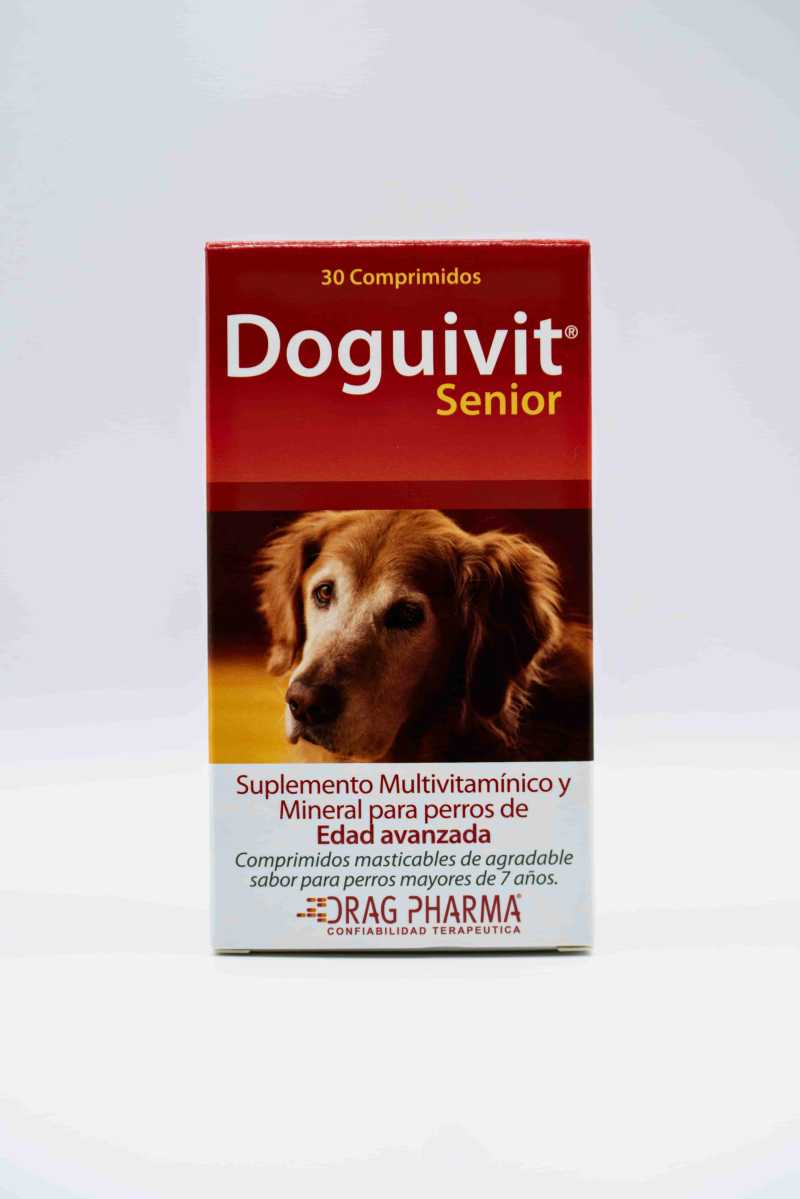 30 Comprimidos
Doguivit®
Senior
Suplemento Multivitamínico y
Mineral para perros de
Edad avanzada
Comprimidos masticables de agradable
sabor para perros mayores de 7 años.
DRAG PHARMA®
CONFIABILIDAD TERAPEUTICA